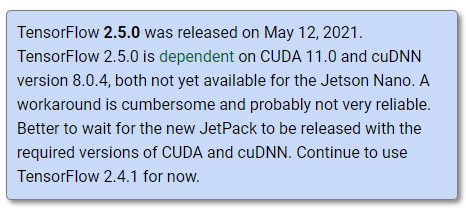 TensorFlow 2.5.0 was released on May 12, 2021.
TensorFlow 2.5.0 is dependent on CUDA 11.0 and cuDNN
version 8.0.4, both not yet available for the Jetson Nano. A
workaround is cumbersome and probably not very reliable.
Better to wait for the new JetPack to be released with the
required versions of CUDA and cuDNN. Continue to use
TensorFlow 2.4.1 for now.